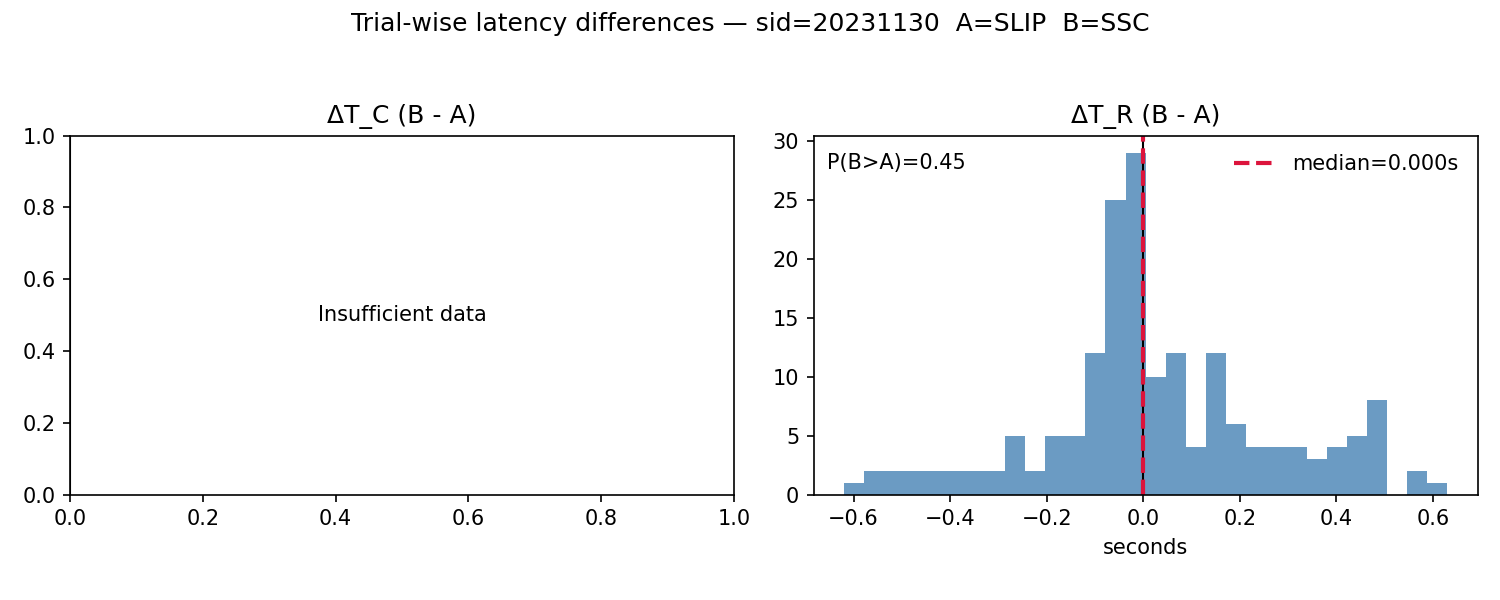 Trial-wise latency differences — sid=20231130  A=SLIP  B=SSC
ΔT_C (B - A)
1.0
0.8
0.6
0.4
0.2
0.0
Insufficient data
0.0 0.2 0.4 0.6 0.8 1.0
ΔT_R (B - A)
30
25
20
15
10
5
0
P(B>A)=0.45
median=0.000s
−0.6 −0.4 −0.2 0.0 0.2 0.4 0.6
seconds